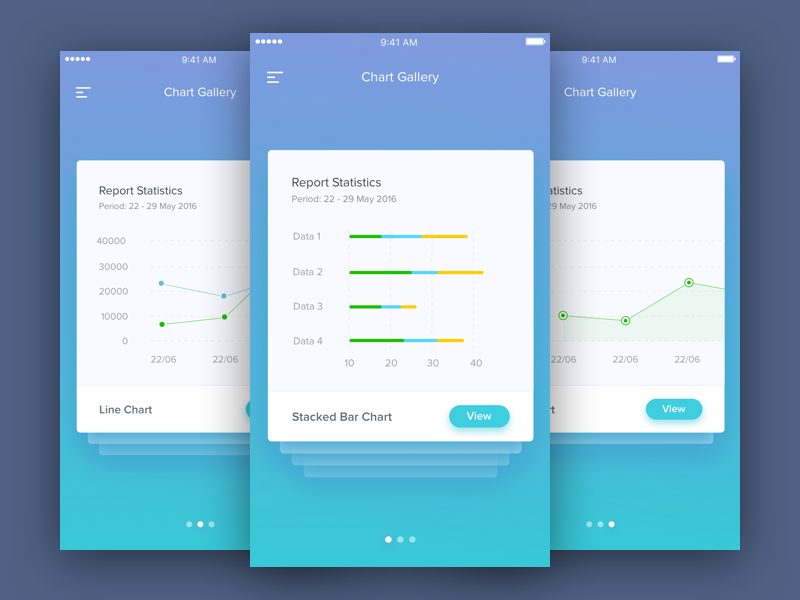 9:41 AM
Chart Gallery
Report Statistics
Period: 22 - 29 May 2016
40000
30000
20000
10000
0
22/06
22/06
Line Chart
9:41 AM
Chart Gallery
Report Statistics
Period: 22 - 29 May 2016
Data 1
Data 2
Data 3
Data 4
10
20
30
40
Stacked Bar Chart
View
9:41 AM
Chart Gallery
atistics
29 May 2016
22/06
22/06
22/06
rt
View